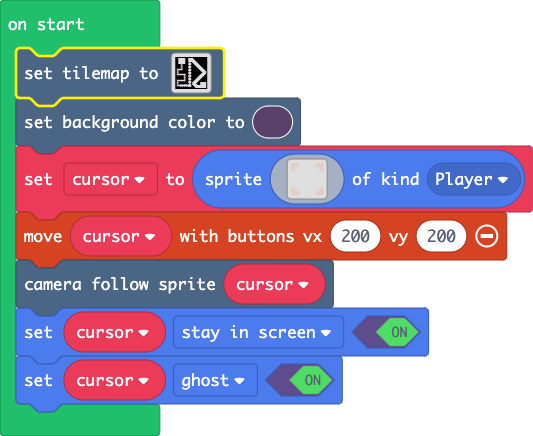 on start
set tilemap to
set background color to
set cursor to sprite of kind Player
move cursor with buttons vx 200 vy 200
camera follow sprite cursor
set cursor stay in screen ON
set cursor ghost ON